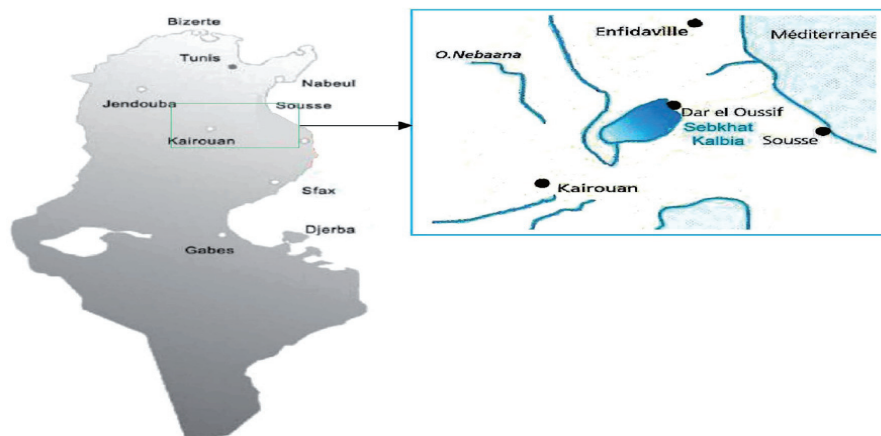 Bizerte
Tunis
Nabeul
Jendouba
Sousse
Kairouan
Sfax
Djerba
Gabes
Enfidaville
Méditerranée
O.Nebaana
Dar el Oussif
Sebkhat
Kalbia
Sousse
Kairouan